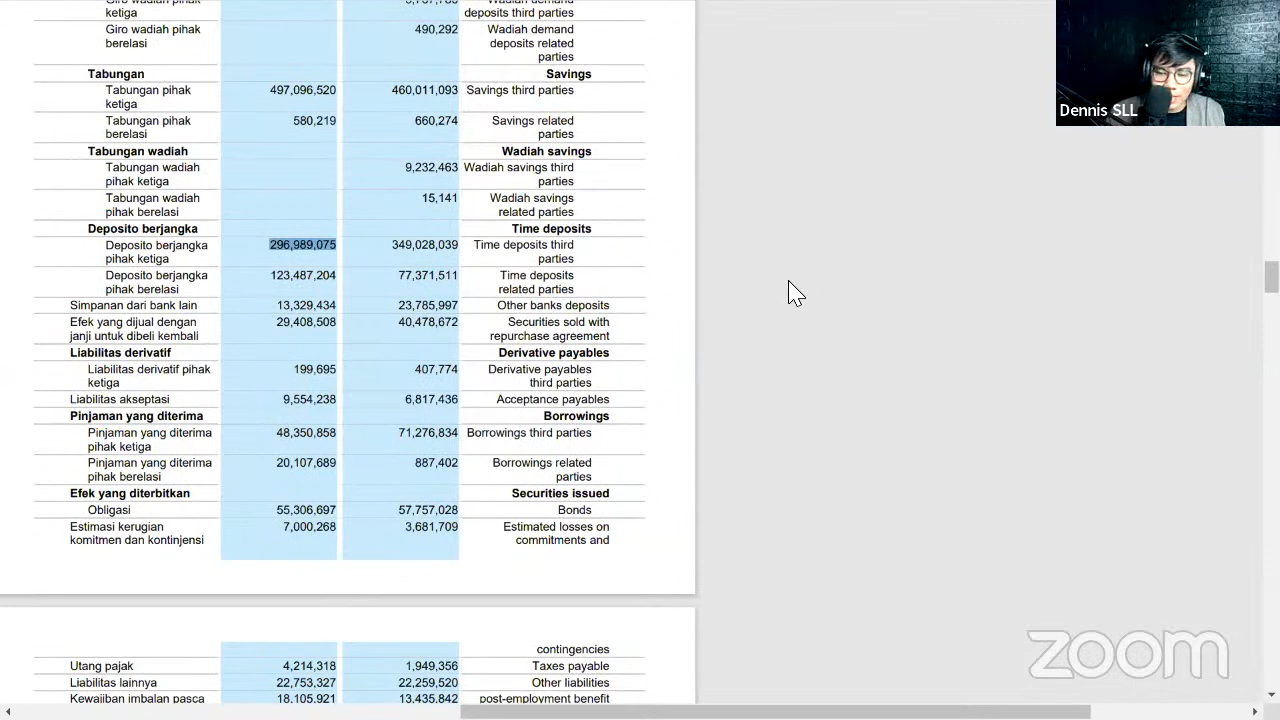 ketiga
deposits third parties
Giro wadiah pihak 490,292 Wadiah demand
berelasi deposits related
parties
Tabungan Savings
Tabungan pihak 497,096,520 460,011,093 Savings third parties
ketiga
Tabungan pihak 580,219 660,274 Savings related
berelasi parties
Tabungan wadiah Wadiah savings
Tabungan wadiah 9,232,463 Wadiah savings third
pihak ketiga parties
Tabungan wadiah 15,141 Wadiah savings
pihak berelasi related parties
Deposito berjangka Time deposits
Deposito berjangka 296,989,075 349,028,039 Time deposits third
pihak ketiga parties
Deposito berjangka 123,487,204 77,371,511 Time deposits
pihak berelasi related parties
Simpanan dari bank lain 13,329,434 23,785,997 Other banks deposits
Efek yang dijual dengan 29,408,508 40,478,672 Securities sold with
janji untuk dibeli kembali repurchase agreement
Liabilitas derivatif Derivative payables
Liabilitas derivatif pihak 199,695 407,774 Derivative payables
ketiga third parties
Liabilitas akseptasi 9,554,238 6,817,436 Acceptance payables
Pinjaman yang diterima Borrowings
Pinjaman yang diterima 48,350,858 71,276,834 Borrowings third parties
pihak ketiga
Pinjaman yang diterima 20,107,689 887,402 Borrowings related
pihak berelasi parties
Efek yang diterbitkan Securities issued
Obligasi 55,306,697 57,757,028 Bonds
Estimasi kerugian 7,000,268 3,681,709 Estimated losses on
komitmen dan kontinjensi commitments and
contingencies
Utang pajak 4,214,318 1,949,356 Taxes payable
Liabilitas lainnya 22,753,327 22,259,520 Other liabilities
Kewajiban imbalan pasca 18,105,921 13,435,842 post-employment benefit
Dennis SLL
zoom